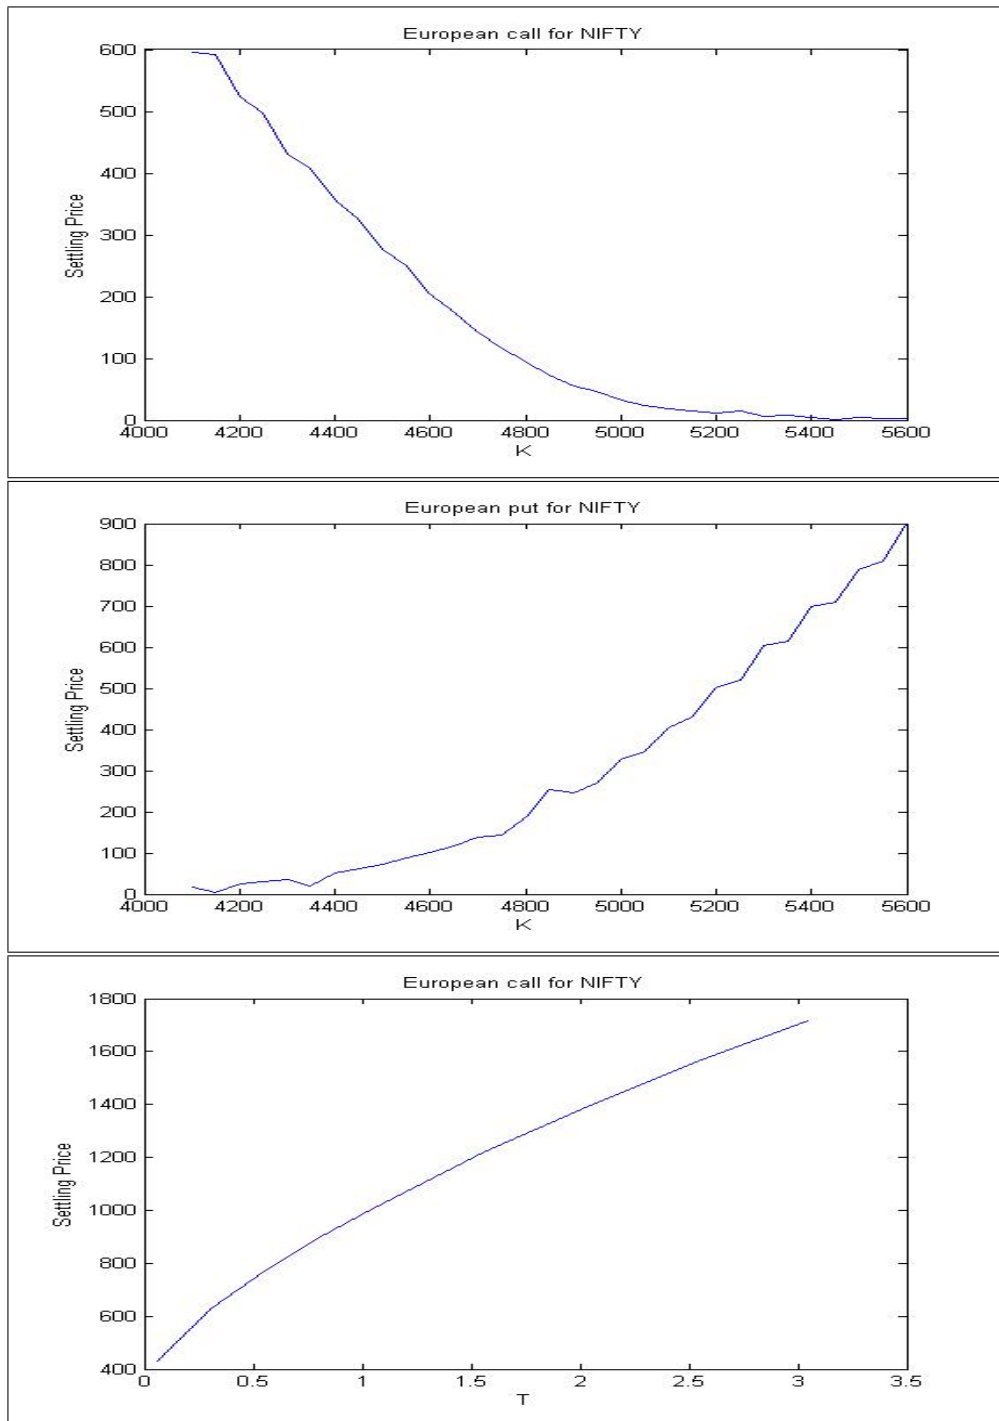 European call for NIFTY
600
500
400
300
200
100
0
Settling Price
4000 4200 4400 4600 4800 5000 5200 5400 5600
K
European put for NIFTY
900
800
700
600
500
400
300
200
100
0
Settling Price
4000 4200 4400 4600 4800 5000 5200 5400 5600
K
European call for NIFTY
1800
1600
1400
1200
1000
800
600
400
Settling Price
0 0.5 1 1.5 2 2.5 3 3.5
T